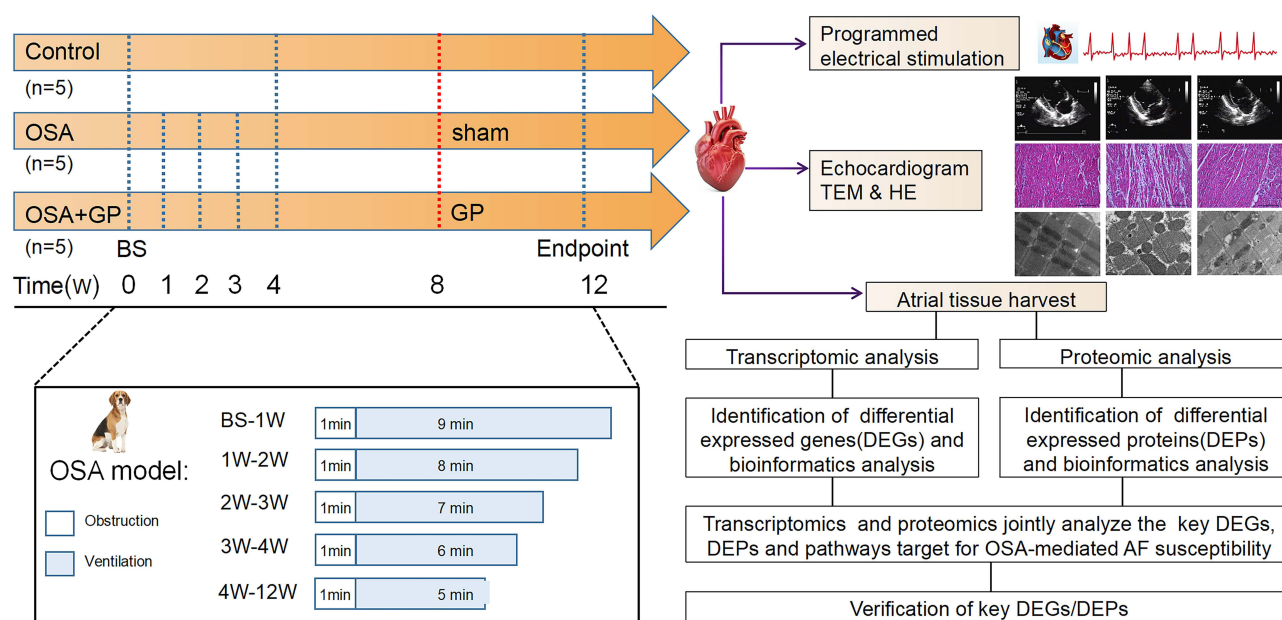 Control
(n=5)
OSA
sham
(n=5)
OSA+GP
GP
(n=5)
BS
Endpoint
Time(W)
0
1
2
3
4
8
12
OSA model:
Obstruction
Ventilation
BS-1W
1min
9 min
1W-2W
1min
8 min
2W-3W
1min
7 min
3W-4W
1min
6 min
4W-12W
1min
5 min
Programmed
electrical stimulation
Echocardiogram
TEM & HE
Atrial tissue harvest
Transcriptomic analysis
Proteomic analysis
Identification of differential
expressed genes(DEGs) and
bioinformatics analysis
Identification of differential
expressed proteins(DEPs)
and bioinformatics analysis
Transcriptomics and proteomics jointly analyze the key DEGs,
DEPs and pathways target for OSA-mediated AF susceptibility
Verification of key DEGs/DEPs